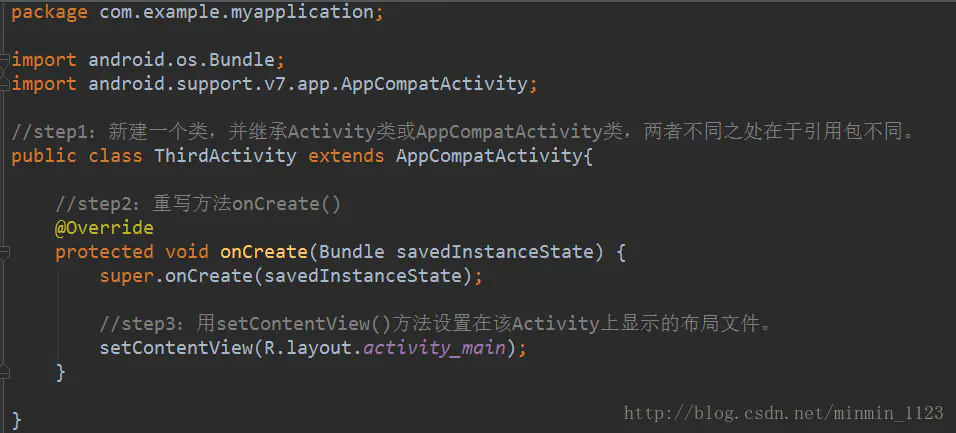 package com.example.myapplication;
import android.os.Bundle;
import android.support.v7.app.AppCompatActivity;
//step1：新建一个类，并继承Activity类或AppCompatActivity类，两者不同之处在于引用包不同。
public class ThirdActivity extends AppCompatActivity{
//step2：重写方法onCreate()
@Override
protected void onCreate(Bundle savedInstanceState) {
super.onCreate(savedInstanceState);
//step3：用setContentView()方法设置在该Activity上显示的布局文件。
setContentView(R.layout.activity_main);
}
}
http://blog.csdn.net/minmin_1123